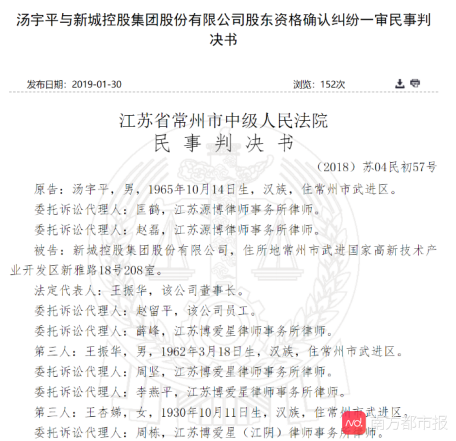 汤宇平与新城控股集团股份有限公司股东资格确认纠纷一审民事判
决书
发布日期：2019-01-30 浏览：152次
江苏省常州市中级人民法院
民 事 判 决 书
（2018）苏04民初57号
原告：汤宇平，男，1965年10月14日生，汉族，住常州市武进区。
委托诉讼代理人：匡鹤，江苏源博律师事务所律师。
委托诉讼代理人：赵磊，江苏源博律师事务所律师。
被告：新城控股集团股份有限公司，住所地常州市武进国家高新技术产
业开发区新雅路18号208室。
法定代表人：王振华，该公司董事长。
委托诉讼代理人：赵留平，该公司员工。
委托诉讼代理人：薛峰，江苏博爱星律师事务所律师。
第三人：王振华，男，1962年3月18日生，汉族，住常州市武进区。
委托诉讼代理人：周坚，江苏博爱星律师事务所律师。
委托诉讼代理人：李燕平，江苏博爱星律师事务所律师。
第三人：王杏娣，女，1930年10月11日生，汉族，住常州市武进区，
委托诉讼代理人：周栋，江苏博爱星（江阴）律师事务所律师。
南方都市报